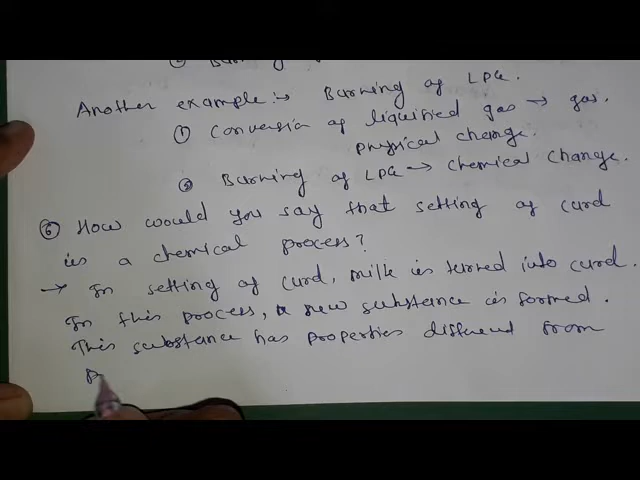 ② Burning
Another example:→ Burning of LPG.
① Conversion of liquified gas → gas.
physical change.
② Burning of LPG → chemical change.
⑥ How would you say that setting of curd
is a chemical process?
→ In setting of curd, milk is turned into curd.
In this process, a new substance is formed.
This substance has properties different from